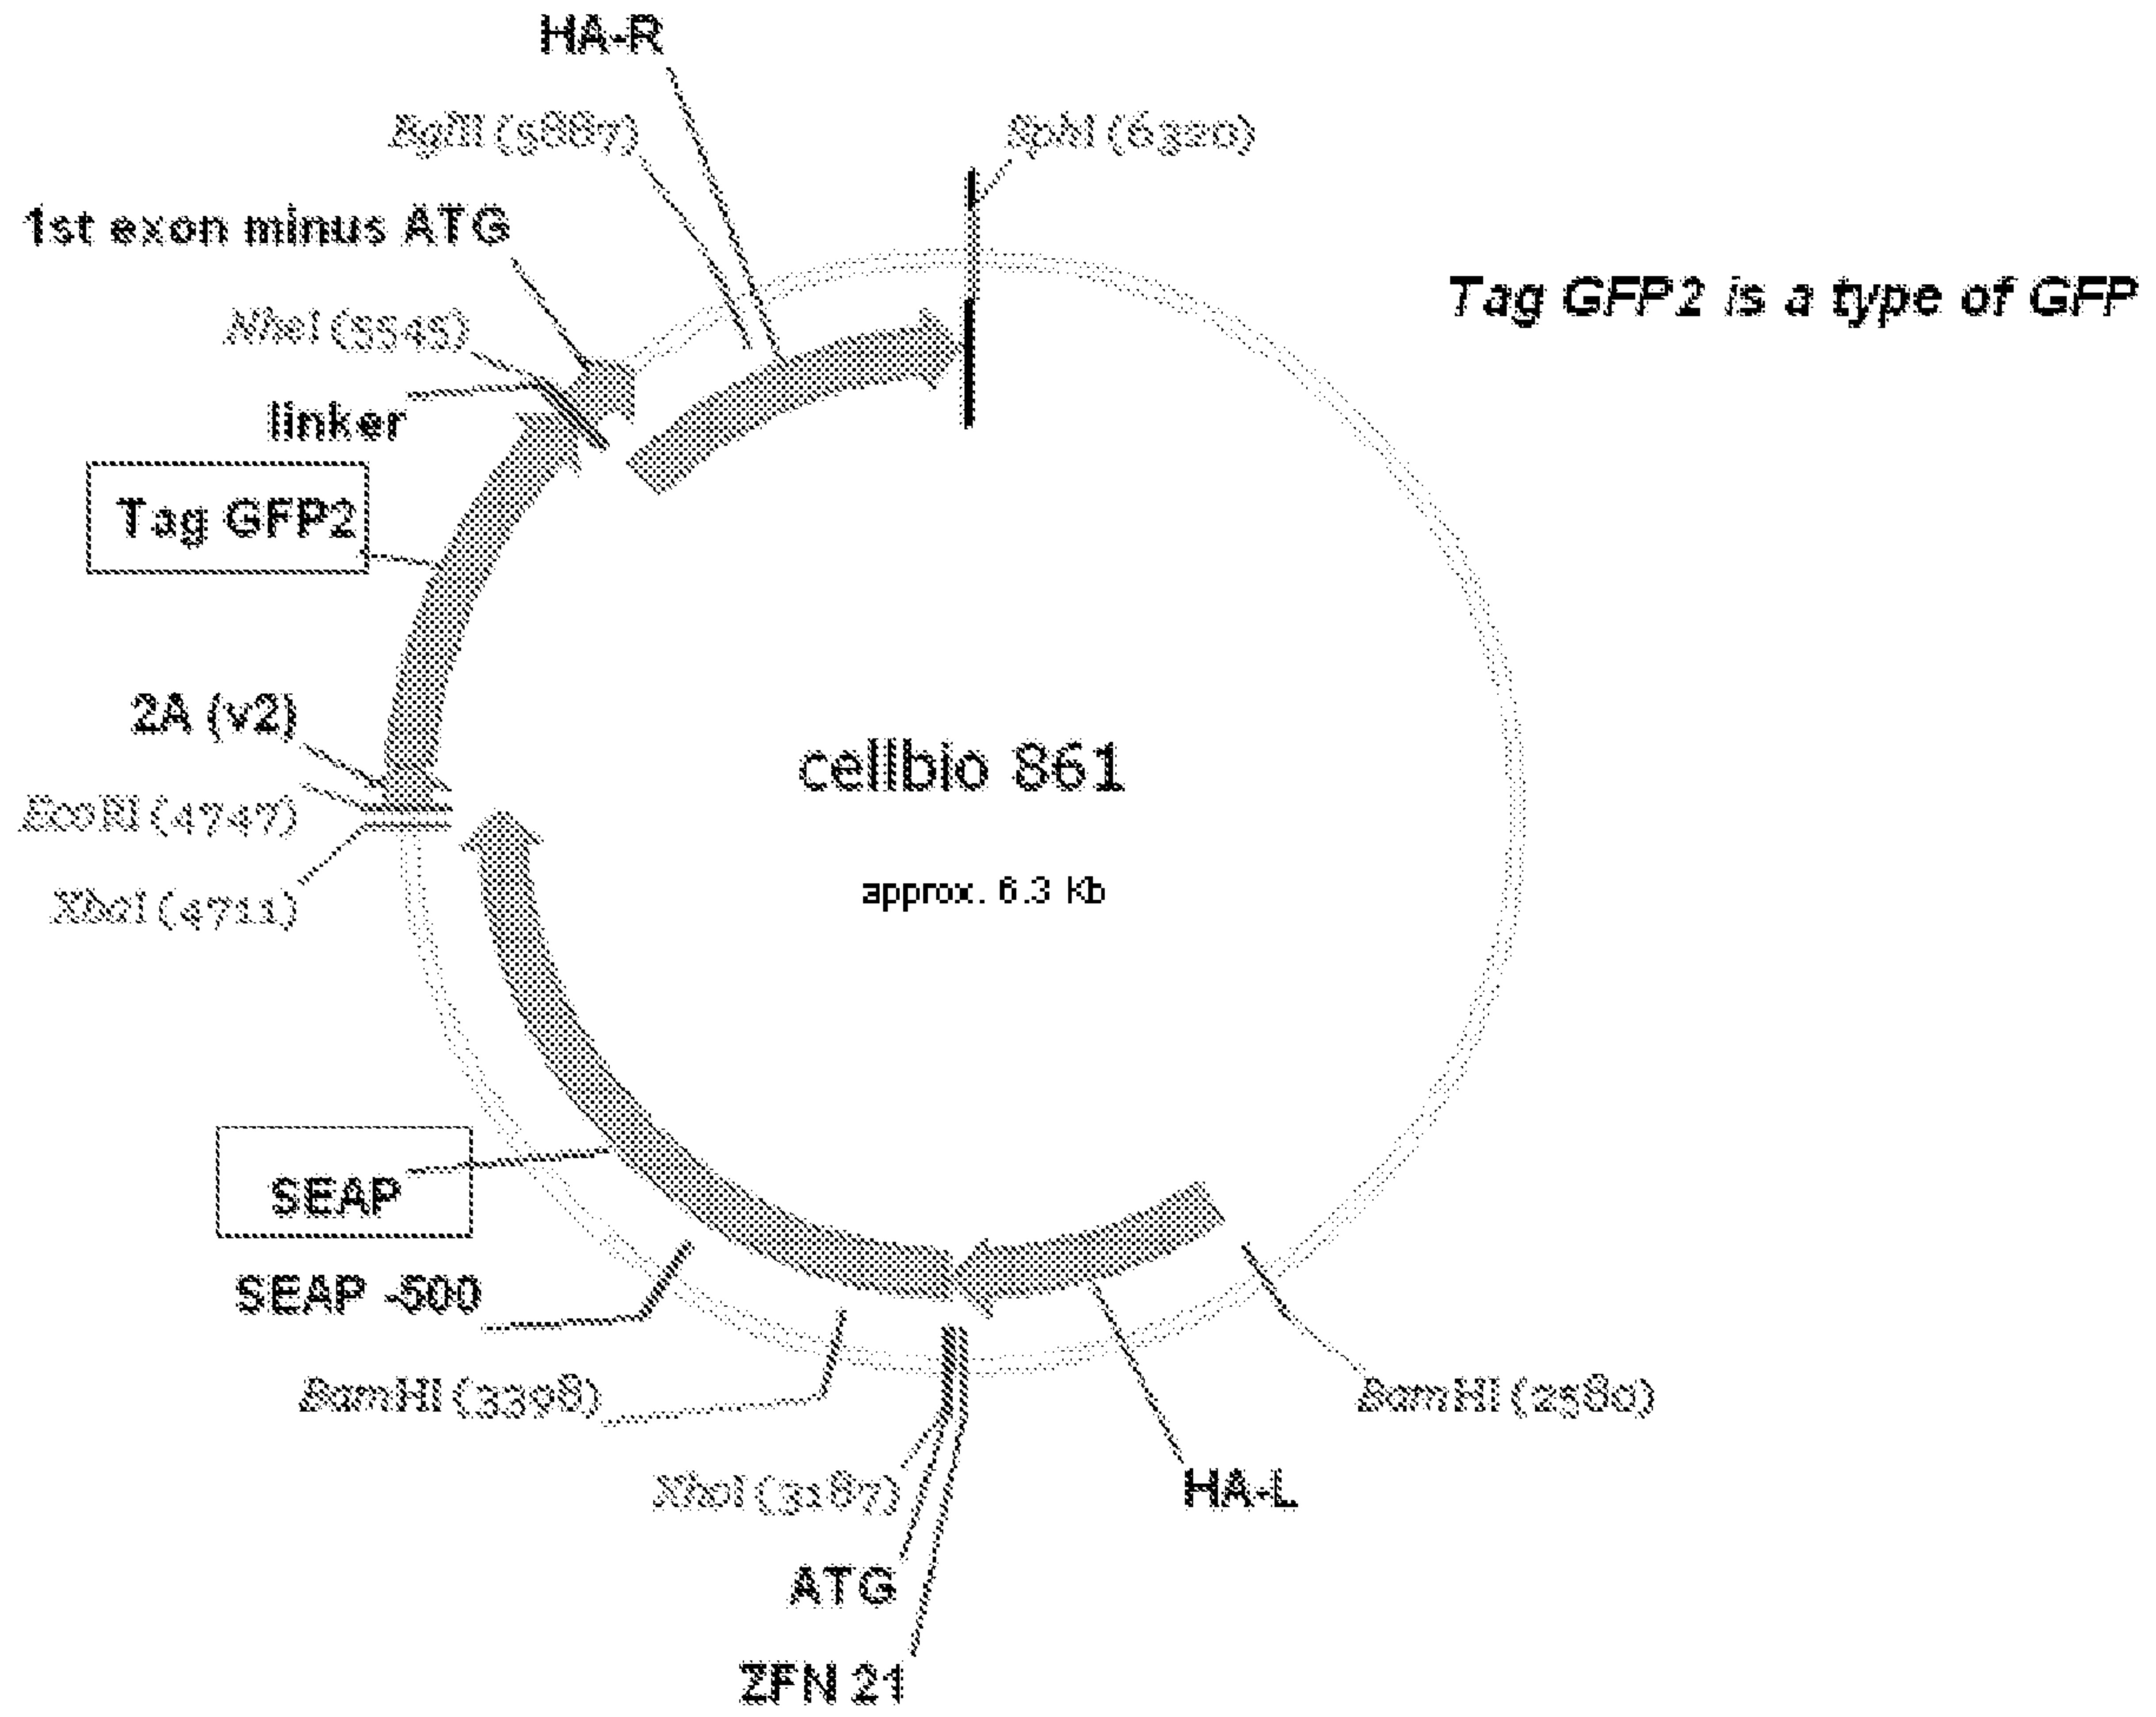 HA-R
BglII (5887)
SphI (6320)
1st exon minus ATG
NheI (5545)
Tag GFP2 is a type of GFP
linker
Tag GFP2
2A (v2)
cellbio 861
EcoRI (4747)
approx. 6.3 Kb
XbaI (4711)
SEAP
SEAP -500
BamHI (3398)
BamHI (2580)
XhoI (3187)
HA-L
ATG
ZFN 21